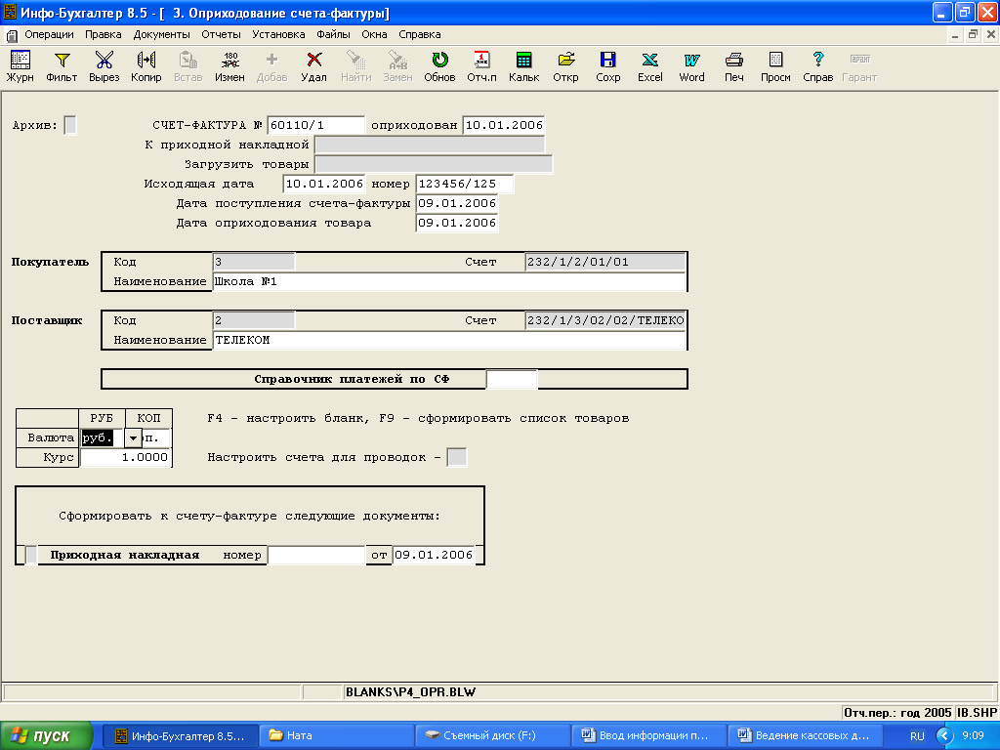 Инфо-Бухгалтер 8.5 - [ 3. Оприходование счета-фактуры]
Операции Правка Документы Отчеты Установка Файлы Окна Справка
Журн Фильт Вырез Копир Встав Измен Добав Удал Найти Замен Обнов Отч.п Кальк Откр Сохр Excel Word Печ Просм Справ Гарант
Архив: СЧЕТ-ФАКТУРА № 60110/1 оприходован 10.01.2006
К приходной накладной
Загрузить товары
Исходящая дата 10.01.2006 номер 123456/125
Дата поступления счета-фактуры 09.01.2006
Дата оприходования товара 09.01.2006
Покупатель Код 3 Счет 232/1/2/01/01
Наименование Школа №1
Поставщик Код 2 Счет 232/1/3/02/02/ТЕЛЕКО
Наименование ТЕЛЕКОМ
Справочник платежей по СФ
РУБ КОП F4 - настроить бланк, F9 - сформировать список товаров
Валюта руб. п.
Курс 1.0000 Настроить счета для проводок -
Сформировать к счету-фактуре следующие документы:
Приходная накладная номер от 09.01.2006
BLANKS\P4_OPR.BLW
Отч.пер.: год 2005 IB.SHP
пуск Инфо-Бухгалтер 8.5... Ната Съемный диск (F:) Ввод информации п... Ведение кассовых д... RU 9:09